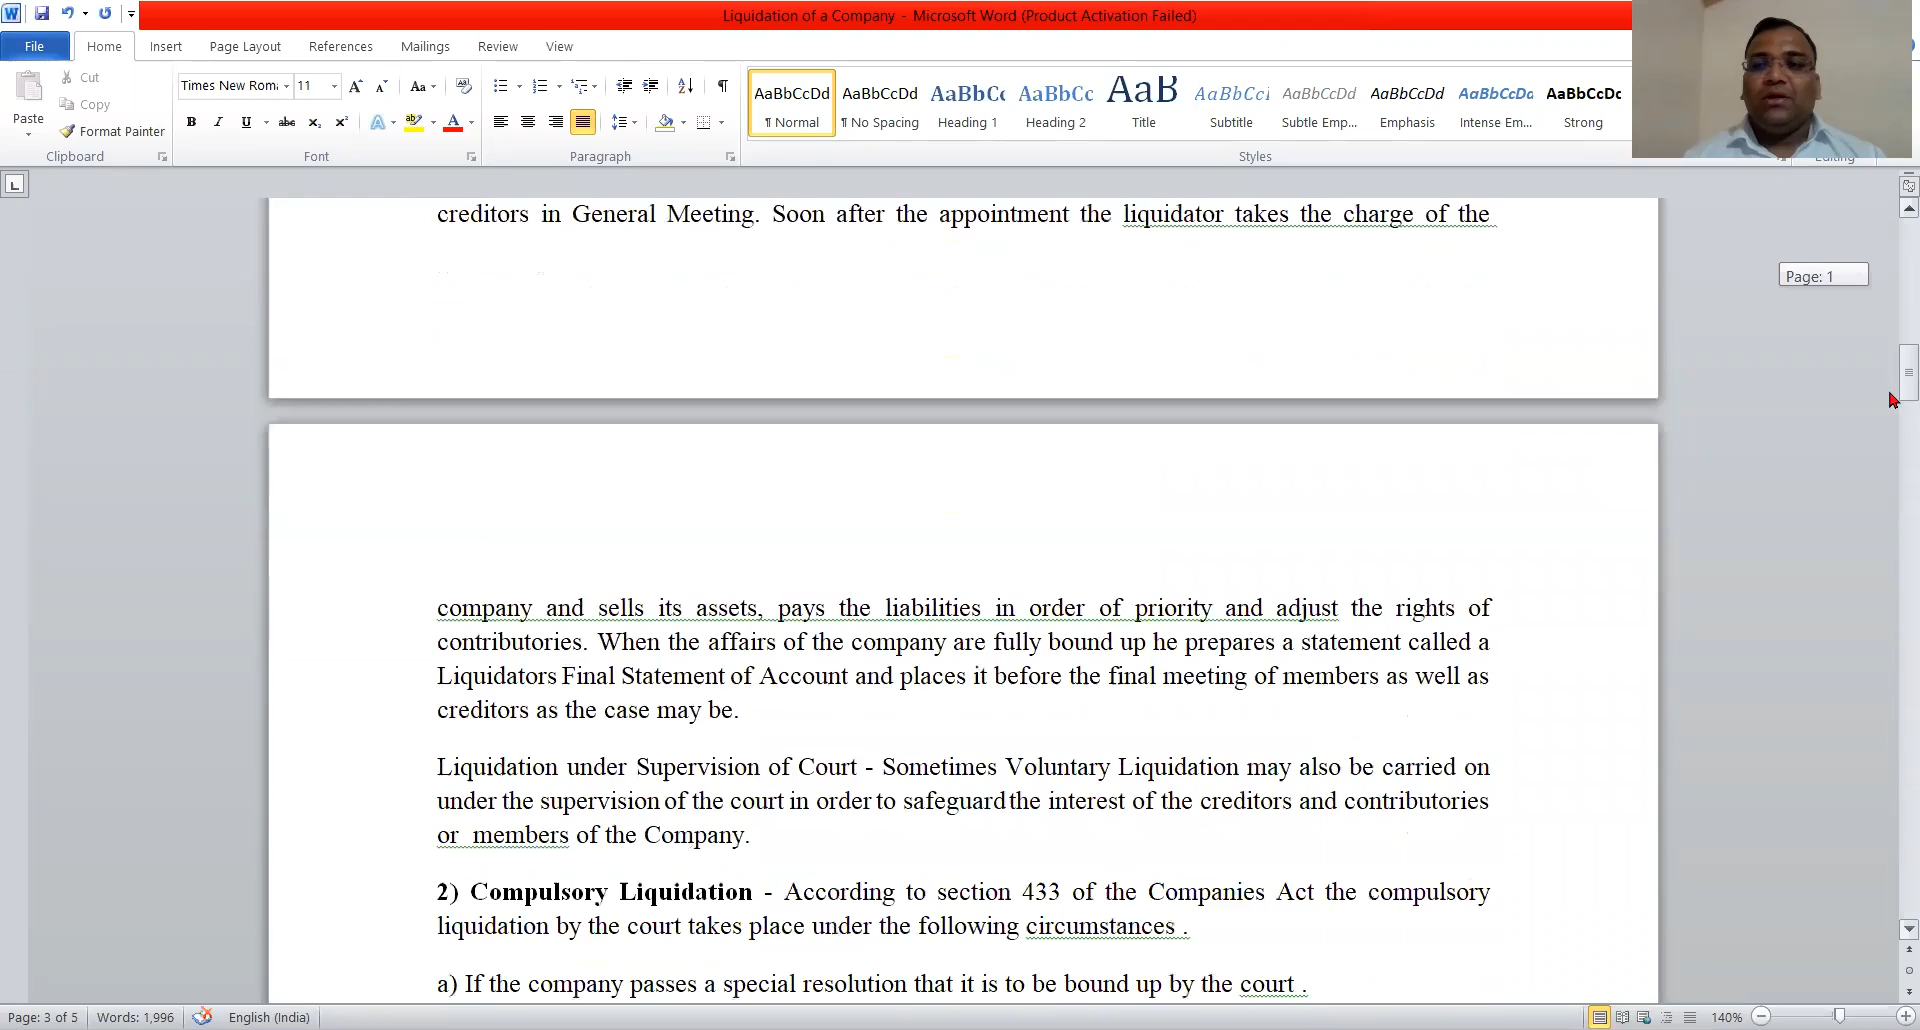 Liquidation of a Company - Microsoft Word (Product Activation Failed)
File Home Insert Page Layout References Mailings Review View
Paste
Cut
Copy
Format Painter
Clipboard
Times New Rom 11
Font
Paragraph
AaBbCcDd AaBbCcDd AaBbCc AaBbCc AaB AaBbCcl AaBbCcDd AaBbCcDd AaBbCcDc AaBbCcDc
¶ Normal ¶ No Spacing Heading 1 Heading 2 Title Subtitle Subtle Emp... Emphasis Intense Em... Strong
Styles
Editing
creditors in General Meeting. Soon after the appointment the liquidator takes the charge of the
Page: 1
company and sells its assets, pays the liabilities in order of priority and adjust the rights of
contributories. When the affairs of the company are fully bound up he prepares a statement called a
Liquidators Final Statement of Account and places it before the final meeting of members as well as
creditors as the case may be.
Liquidation under Supervision of Court - Sometimes Voluntary Liquidation may also be carried on
under the supervision of the court in order to safeguard the interest of the creditors and contributories
or members of the Company.
2) Compulsory Liquidation - According to section 433 of the Companies Act the compulsory
liquidation by the court takes place under the following circumstances .
a) If the company passes a special resolution that it is to be bound up by the court .
Page: 3 of 5 Words: 1,996 English (India) 140%